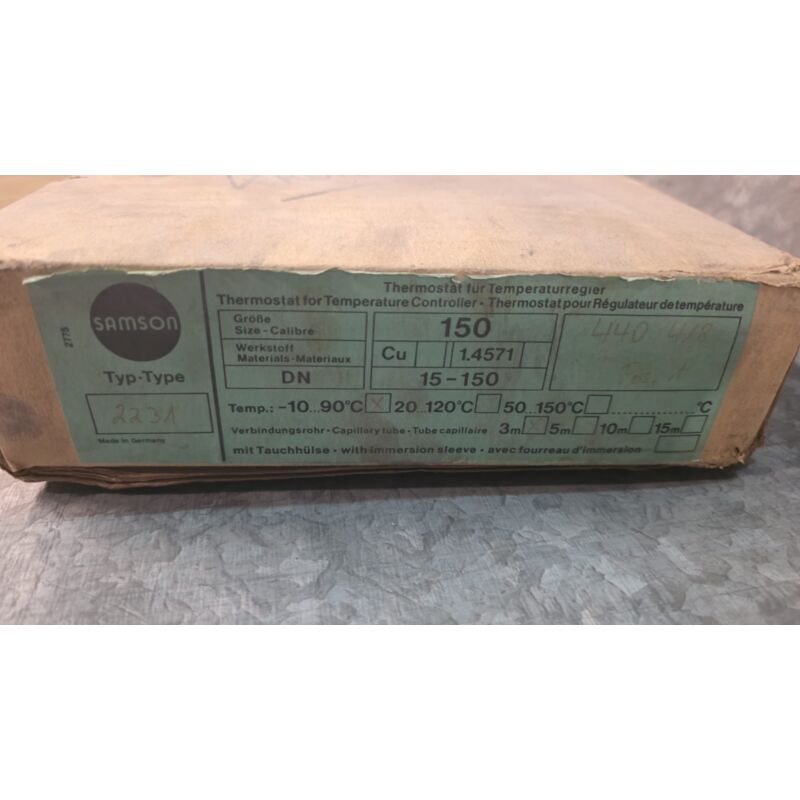 SAMSON
2775
Typ-Type
2231
Made in Germany
Thermostat für Temperaturregler
Thermostat for Temperature Controller · Thermostat pour Régulateur de température
Größe
Size-Calibre
150
440 418
Werkstoff
Materials-Materiaux
Cu
1.4571
DN
15-150
Temp.: -10...90°C X 20...120°C 50...150°C ...............°C
Verbindungsrohr - Capillary tube - Tube capillaire 3m X 5m 10m 15m
mit Tauchhülse · with immersion sleeve · avec fourreau d'immersion